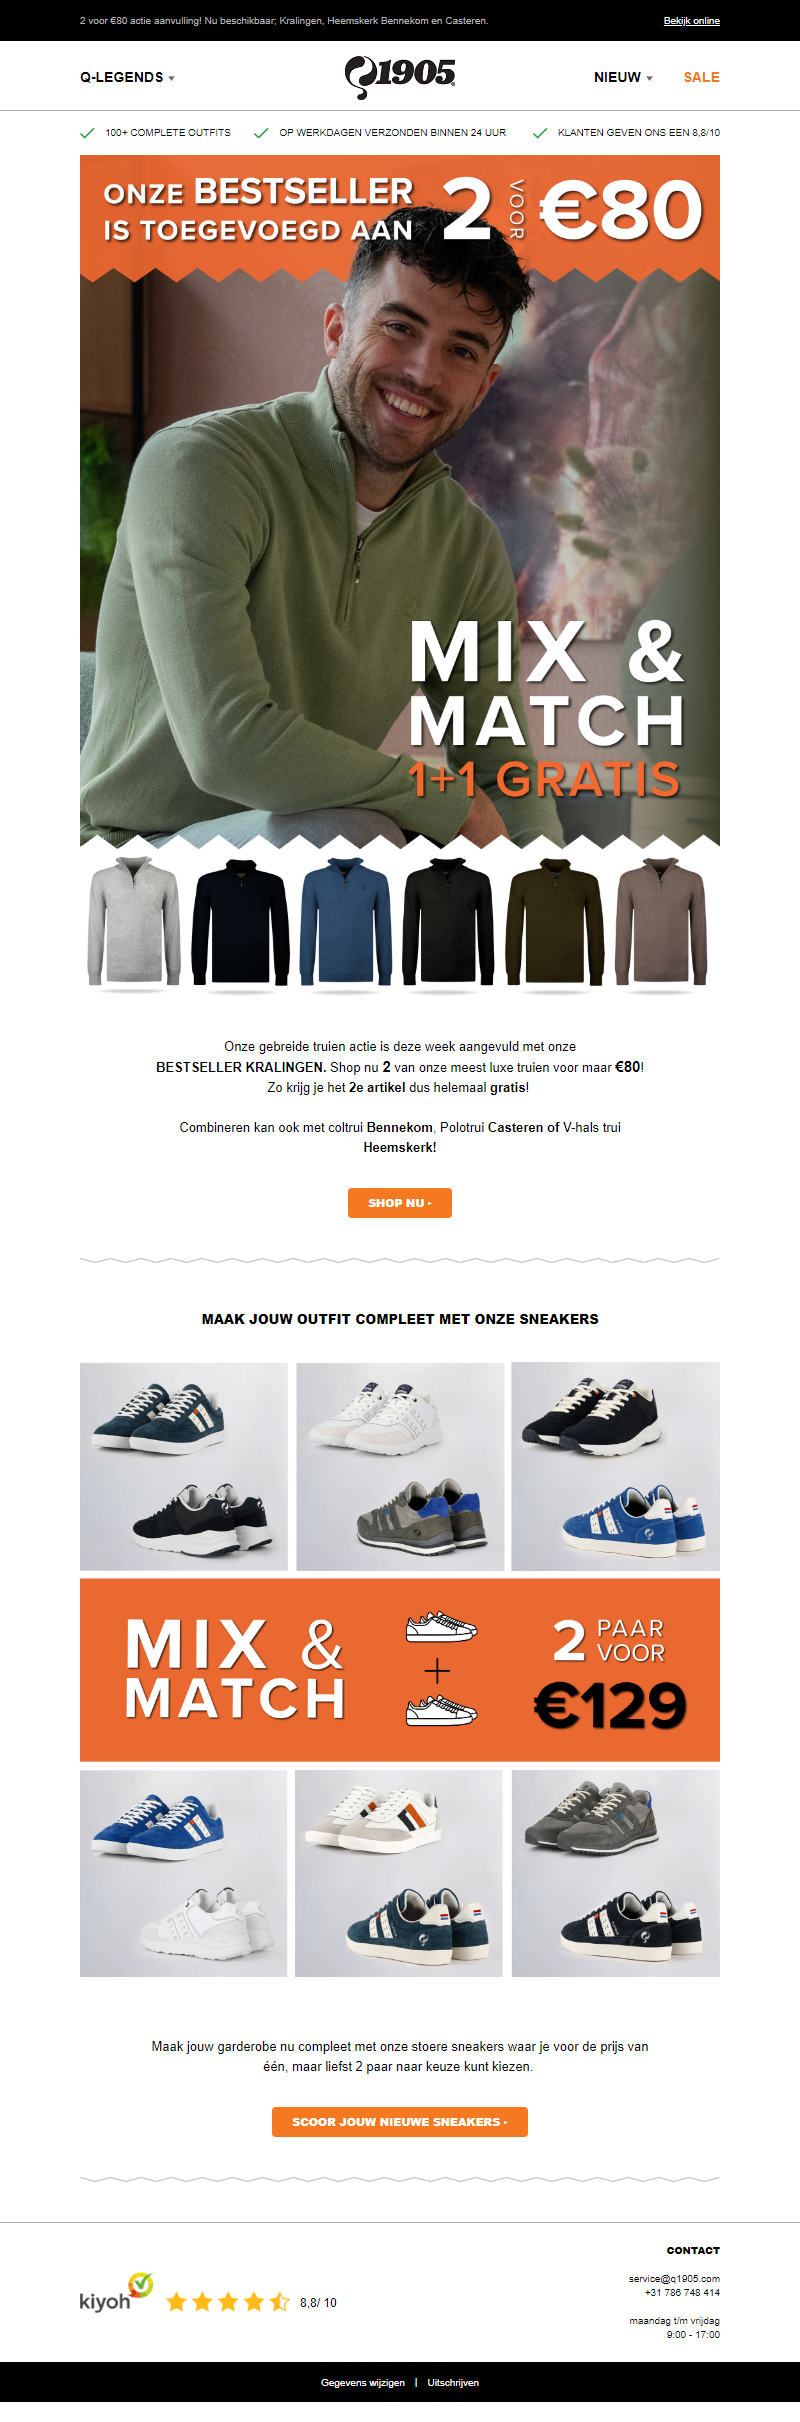 2 voor €80 actie aanvulling! Nu beschikbaar; Kralingen, Heemskerk Bennekom en Casteren.
Bekijk online
Q-LEGENDS
1905
NIEUW
SALE
100+ COMPLETE OUTFITS
OP WERKDAGEN VERZONDEN BINNEN 24 UUR
KLANTEN GEVEN ONS EEN 8,8/10
ONZE BESTSELLER
IS TOEGEVOEGD AAN
2 VOOR €80
MIX &
MATCH
1+1 GRATIS
Onze gebreide truien actie is deze week aangevuld met onze
BESTSELLER KRALINGEN. Shop nu 2 van onze meest luxe truien voor maar €80!
Zo krijg je het 2e artikel dus helemaal gratis!
Combineren kan ook met coltrui Bennekom, Polotrui Casteren of V-hals trui
Heemskerk!
SHOP NU
MAAK JOUW OUTFIT COMPLEET MET ONZE SNEAKERS
MIX &
MATCH
2 PAAR
VOOR
€129
Maak jouw garderobe nu compleet met onze stoere sneakers waar je voor de prijs van
één, maar liefst 2 paar naar keuze kunt kiezen.
SCOOR JOUW NIEUWE SNEAKERS
CONTACT
service@q1905.com
+31 786 748 414
maandag t/m vrijdag
9:00 - 17:00
kiyoh
8,8/ 10
Gegevens wijzigen | Uitschrijven